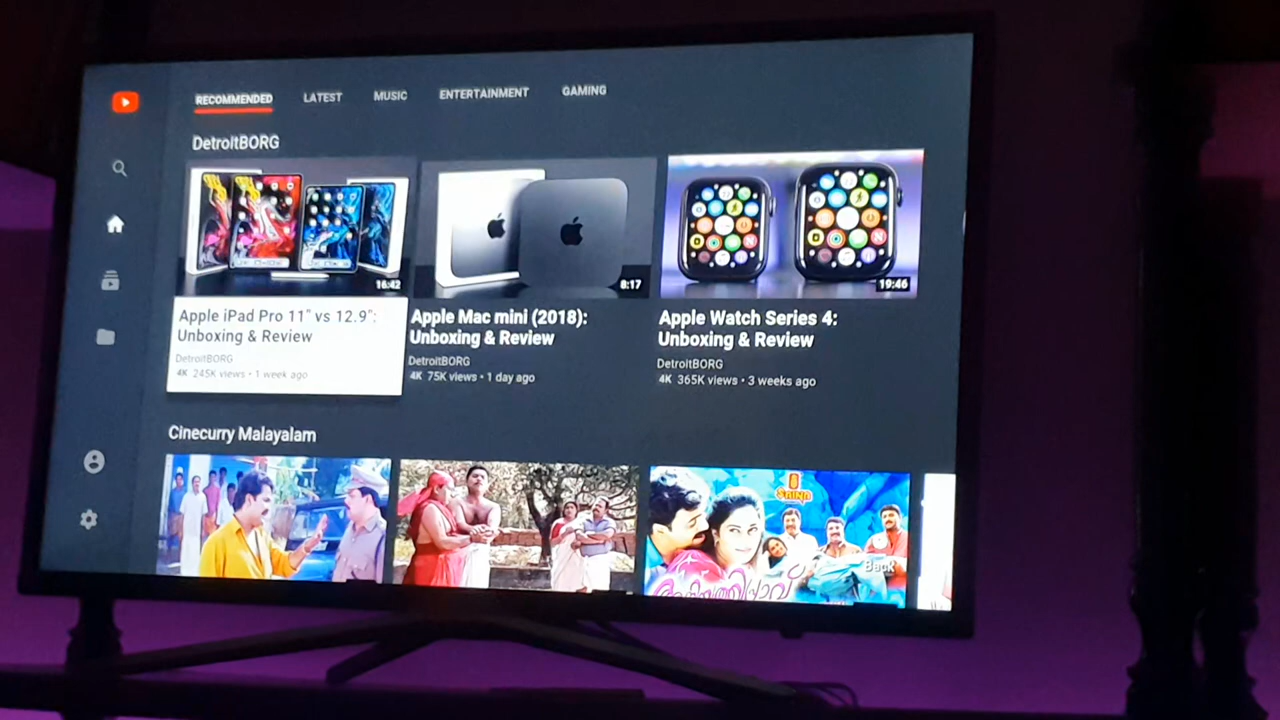 RECOMMENDED LATEST MUSIC ENTERTAINMENT GAMING
DetroitBORG
16:42
8:17
19:46
Apple iPad Pro 11" vs 12.9":
Unboxing & Review
DetroitBORG
4K 245K views • 1 week ago
Apple Mac mini (2018):
Unboxing & Review
DetroitBORG
4K 75K views • 1 day ago
Apple Watch Series 4:
Unboxing & Review
DetroitBORG
4K 365K views • 3 weeks ago
Cinecurry Malayalam
SRINA
Back
അനിയത്തിപ്രാവ്